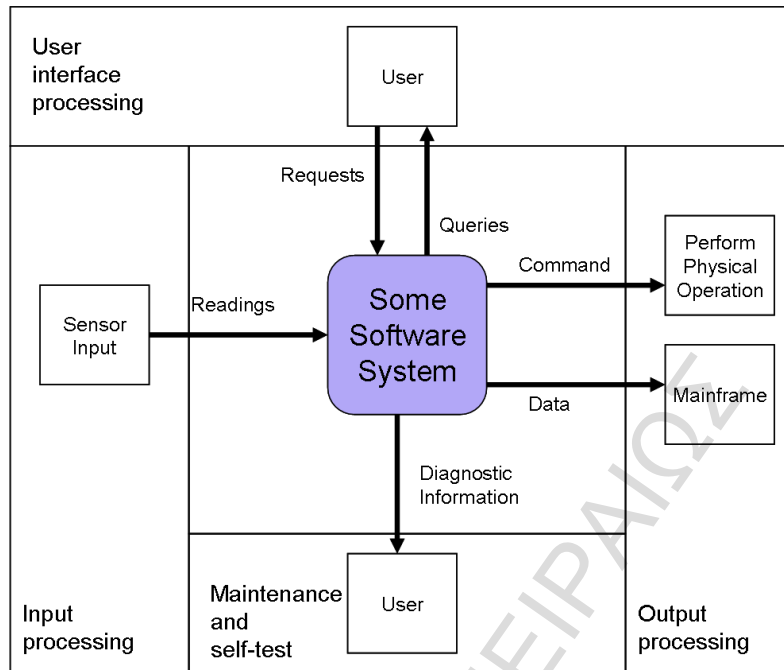 User
interface
processing
User
Requests
Queries
Command
Perform
Physical
Operation
Sensor
Input
Readings
Some
Software
System
Data
Mainframe
Diagnostic
Information
User
Input
processing
Maintenance
and
self-test
Output
processing
ΠΕΙΡΑΙΩΣ